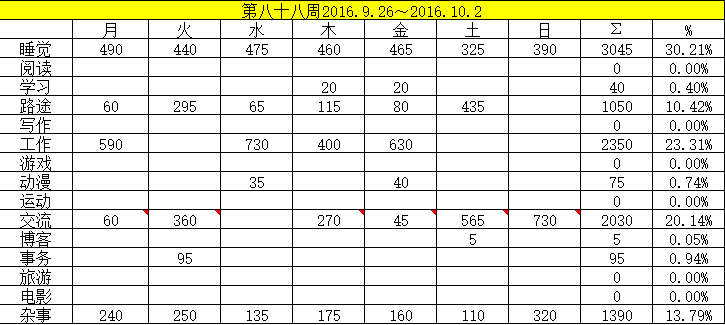 第八十八周2016.9.26～2016.10.2
月 火 水 木 金 土 日 Σ %
睡觉 490 440 475 460 465 325 390 3045 30.21%
阅读 0 0.00%
学习 20 20 40 0.40%
路途 60 295 65 115 80 435 1050 10.42%
写作 0 0.00%
工作 590 730 400 630 2350 23.31%
游戏 0 0.00%
动漫 35 40 75 0.74%
运动 0 0.00%
交流 60 360 270 45 565 730 2030 20.14%
博客 5 5 0.05%
事务 95 95 0.94%
旅游 0 0.00%
电影 0 0.00%
杂事 240 250 135 175 160 110 320 1390 13.79%